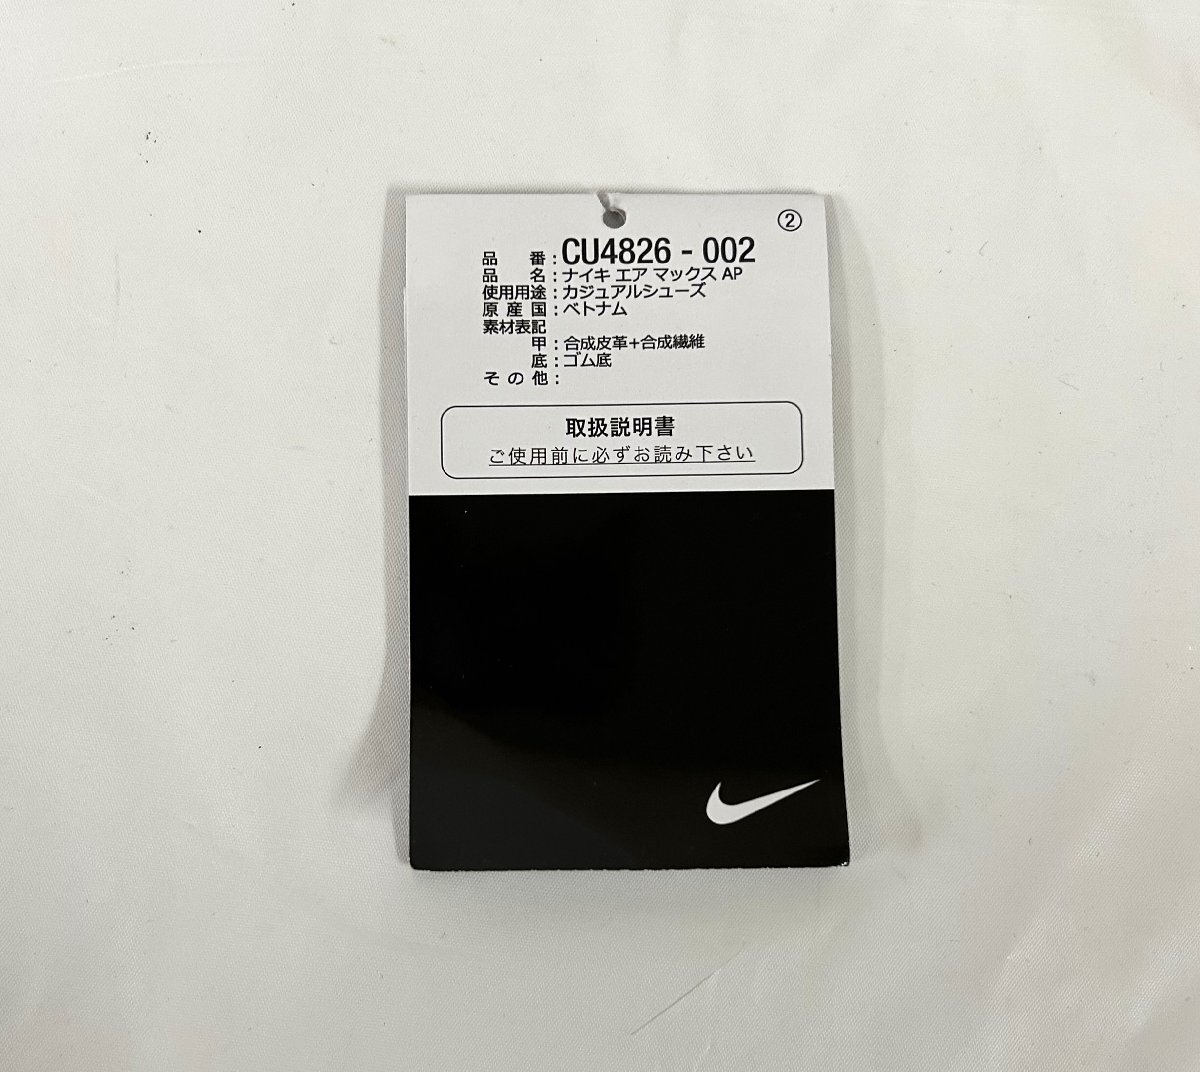 ②
品 番：CU4826 - 002
品 名：ナイキ エア マックス AP
使用用途：カジュアルシューズ
原 産 国：ベトナム
素材表記
甲：合成皮革+合成繊維
底：ゴム底
そ の 他：
取扱説明書
ご使用前に必ずお読み下さい